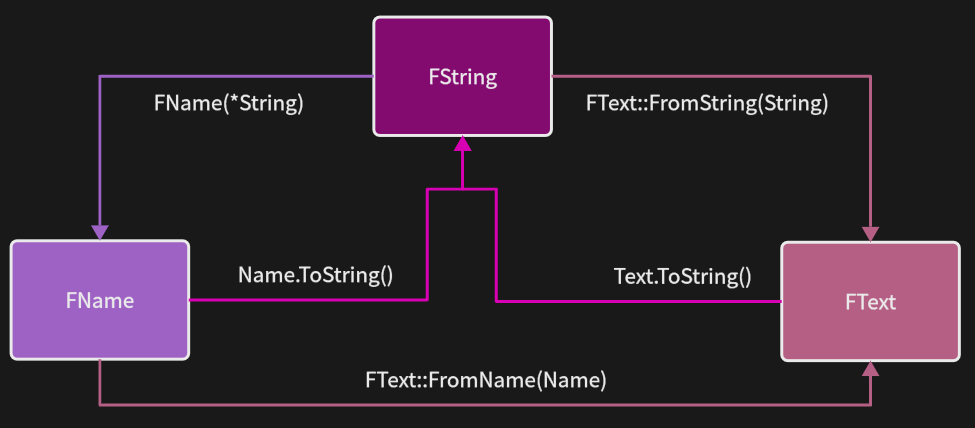 FString
FName(*String)
FText::FromString(String)
Name.ToString()
Text.ToString()
FName
FText
FText::FromName(Name)